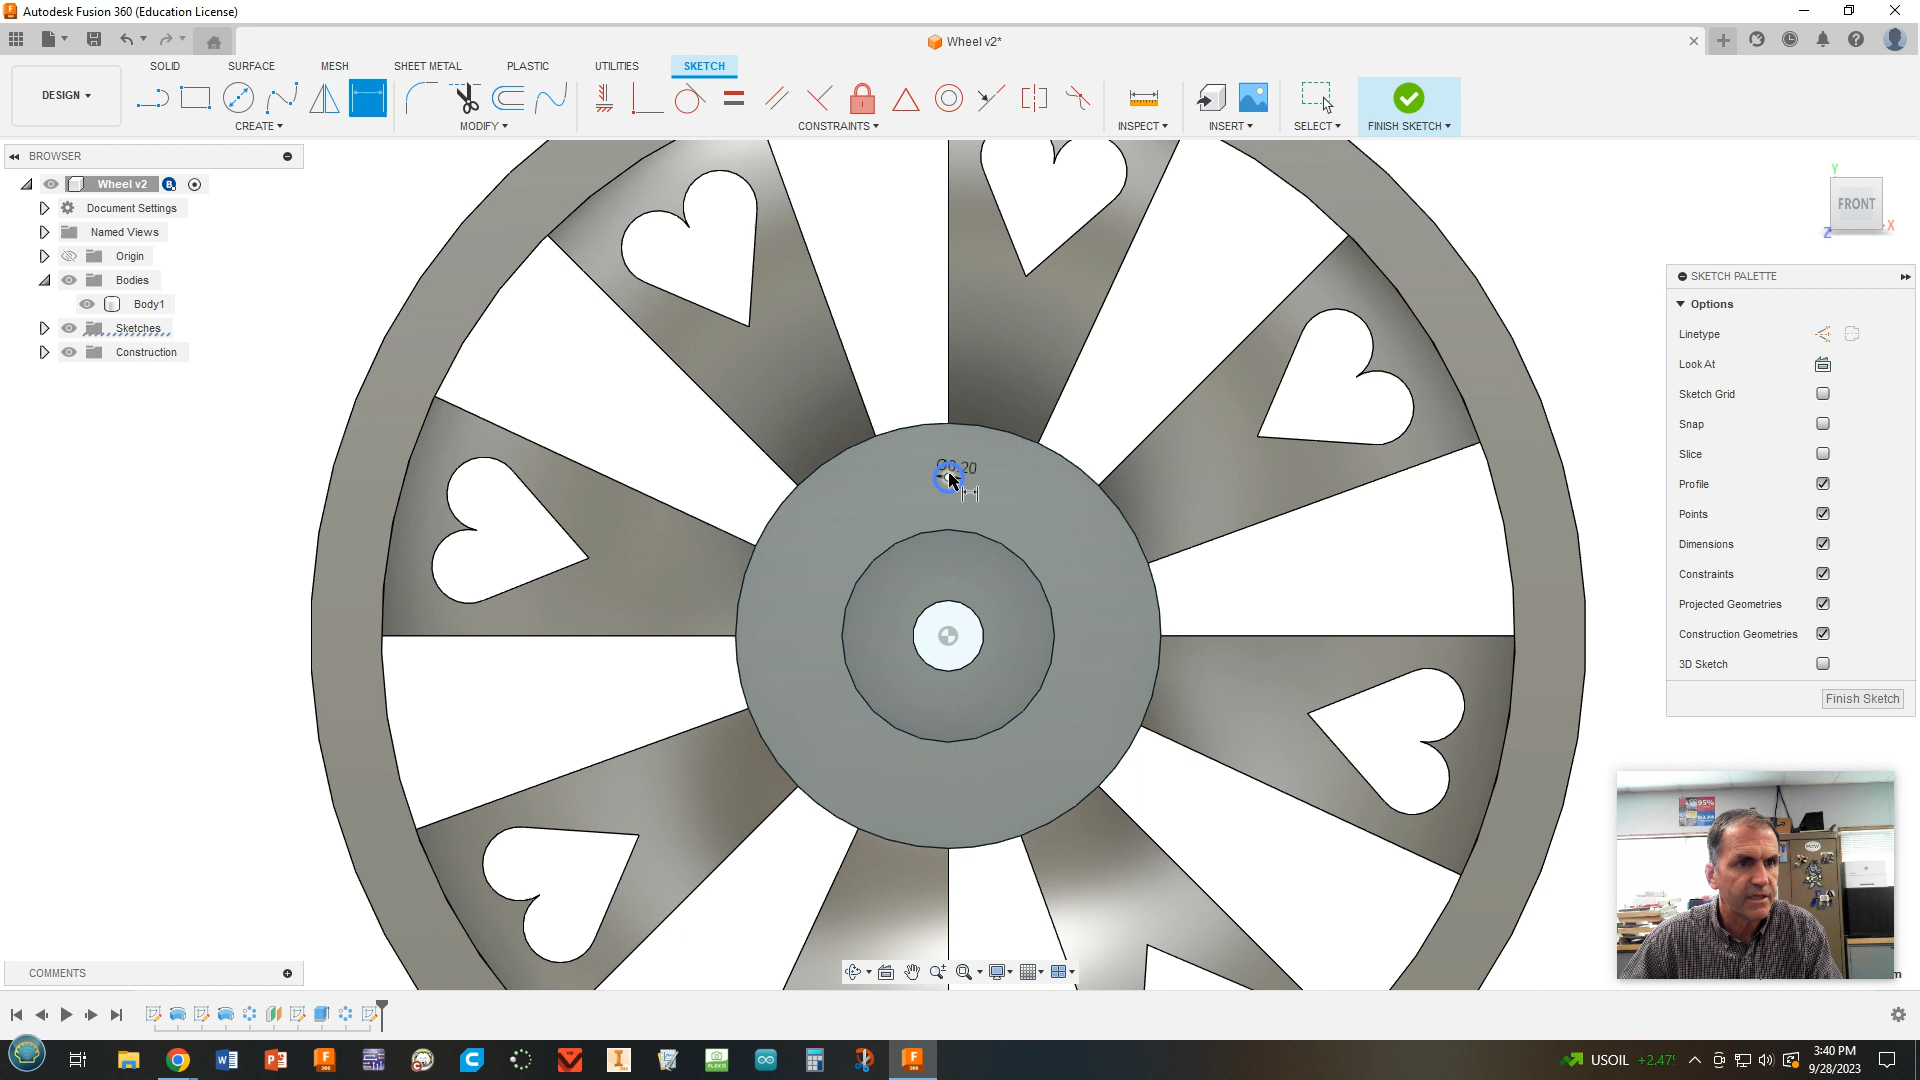 Autodesk Fusion 360 (Education License)
Wheel v2*
DESIGN
SOLID
SURFACE
MESH
SHEET METAL
PLASTIC
UTILITIES
SKETCH
CREATE
MODIFY
CONSTRAINTS
INSPECT
INSERT
SELECT
FINISH SKETCH
BROWSER
Wheel v2
Document Settings
Named Views
Origin
Bodies
Body1
Sketches
Construction
Y
FRONT
X
Z
SKETCH PALETTE
Options
Linetype
Look At
Sketch Grid
Snap
Slice
Profile
Points
Dimensions
Constraints
Projected Geometries
Construction Geometries
3D Sketch
Finish Sketch
COMMENTS
USOIL +2.47%
3:40 PM
9/28/2023